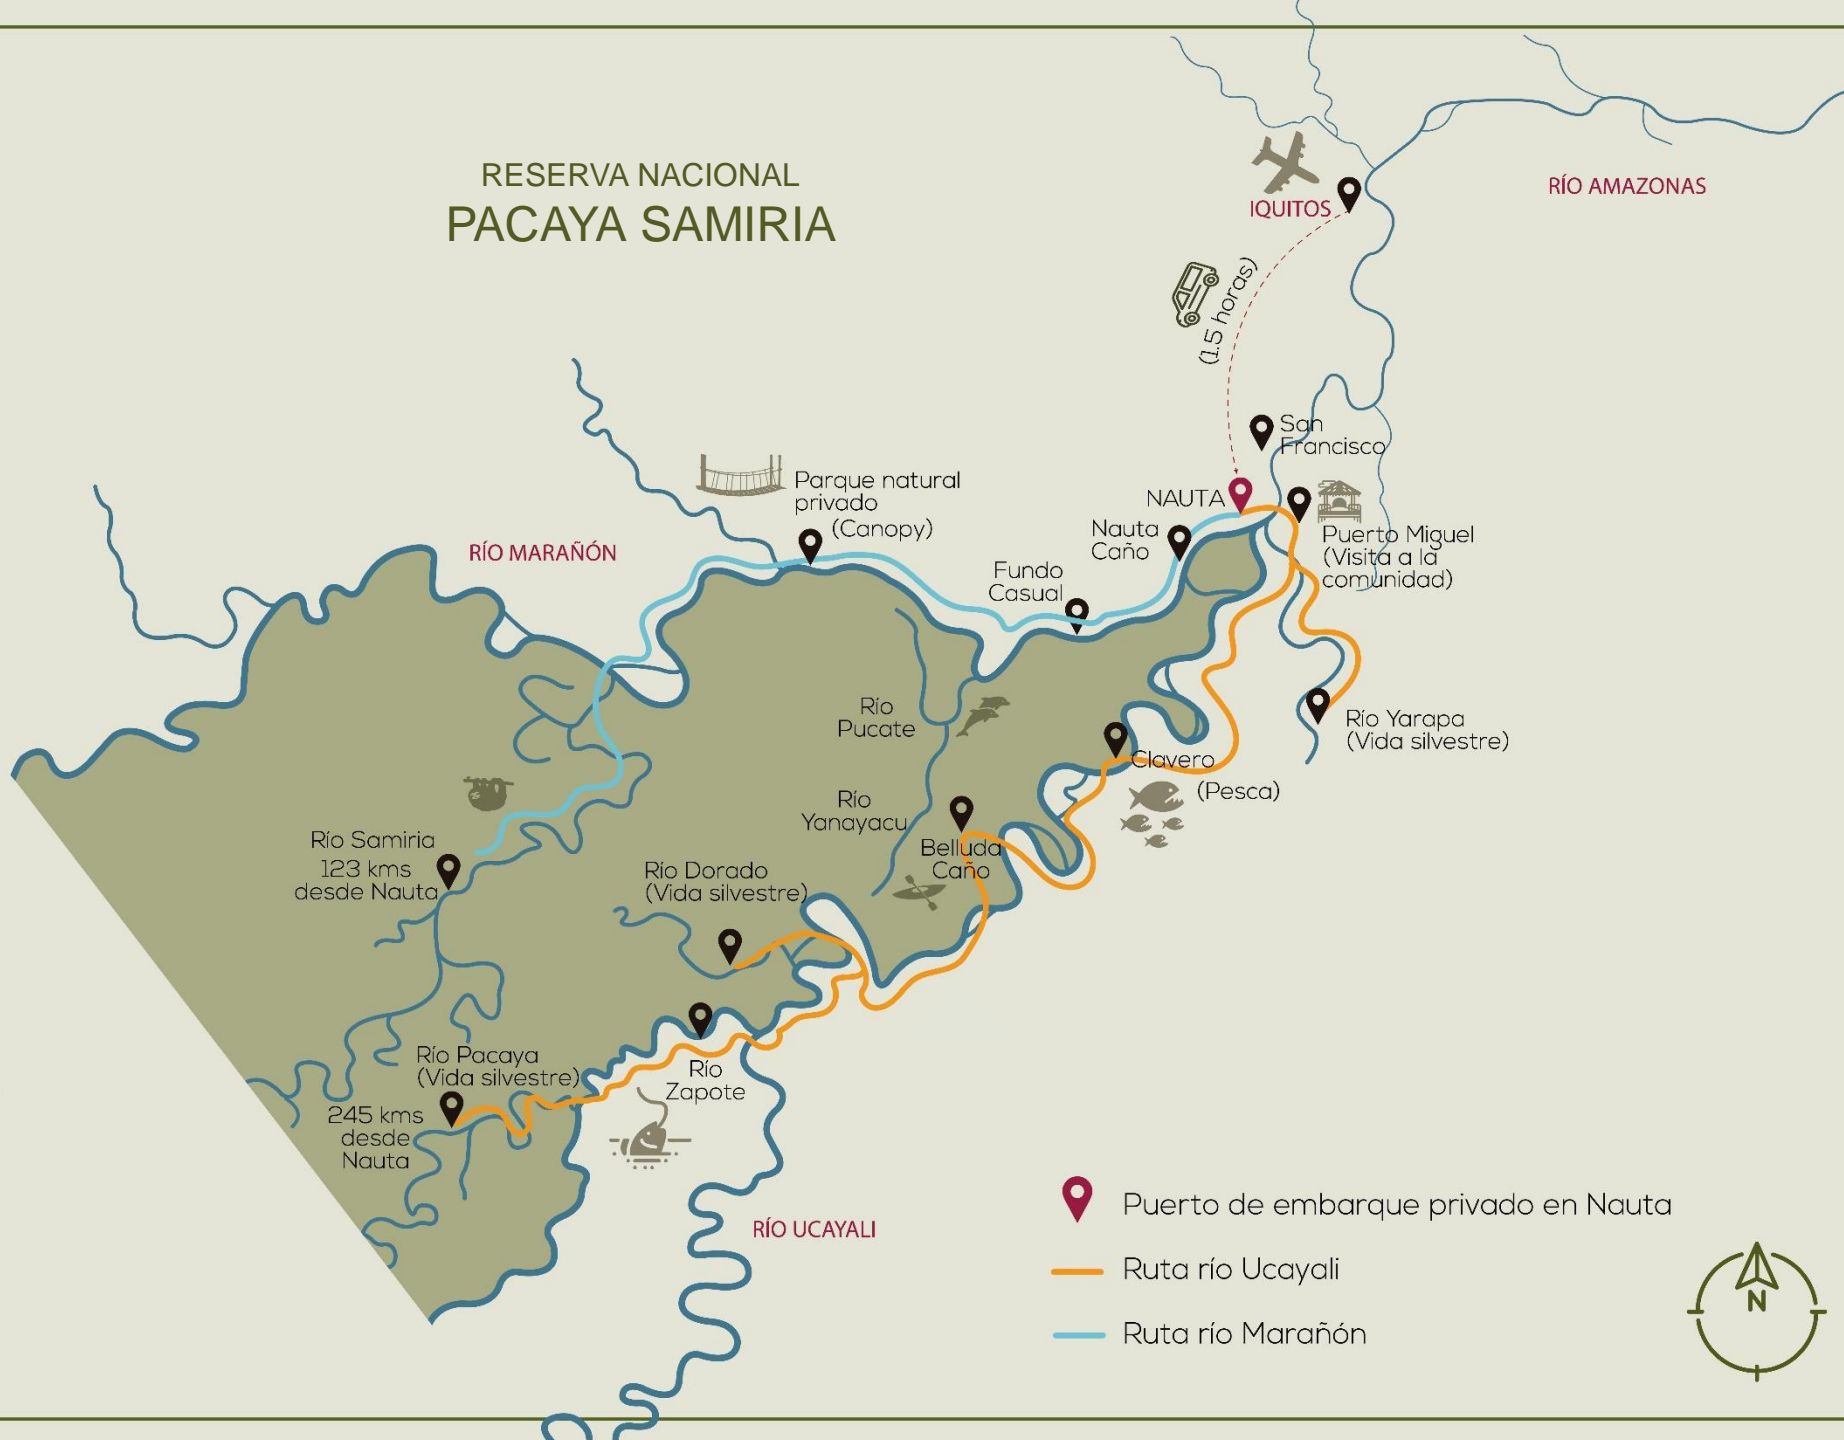 RESERVA NACIONAL
PACAYA SAMIRIA
RÍO AMAZONAS
IQUITOS
(1.5 horas)
San
Francisco
NAUTA
Nauta
Caño
Puerto Miguel
(Visita a la
comunidad)
Parque natural
privado
(Canopy)
RÍO MARAÑÓN
Fundo
Casual
Río
Pucate
Río Yarapa
(Vida silvestre)
Clavero
(Pesca)
Río
Yanayacu
Belluda
Caño
Río Samiria
123 kms
desde Nauta
Río Dorado
(Vida silvestre)
Río Pacaya
(Vida silvestre)
245 kms
desde
Nauta
Río
Zapote
RÍO UCAYALI
Puerto de embarque privado en Nauta
Ruta río Ucayali
Ruta río Marañón
N